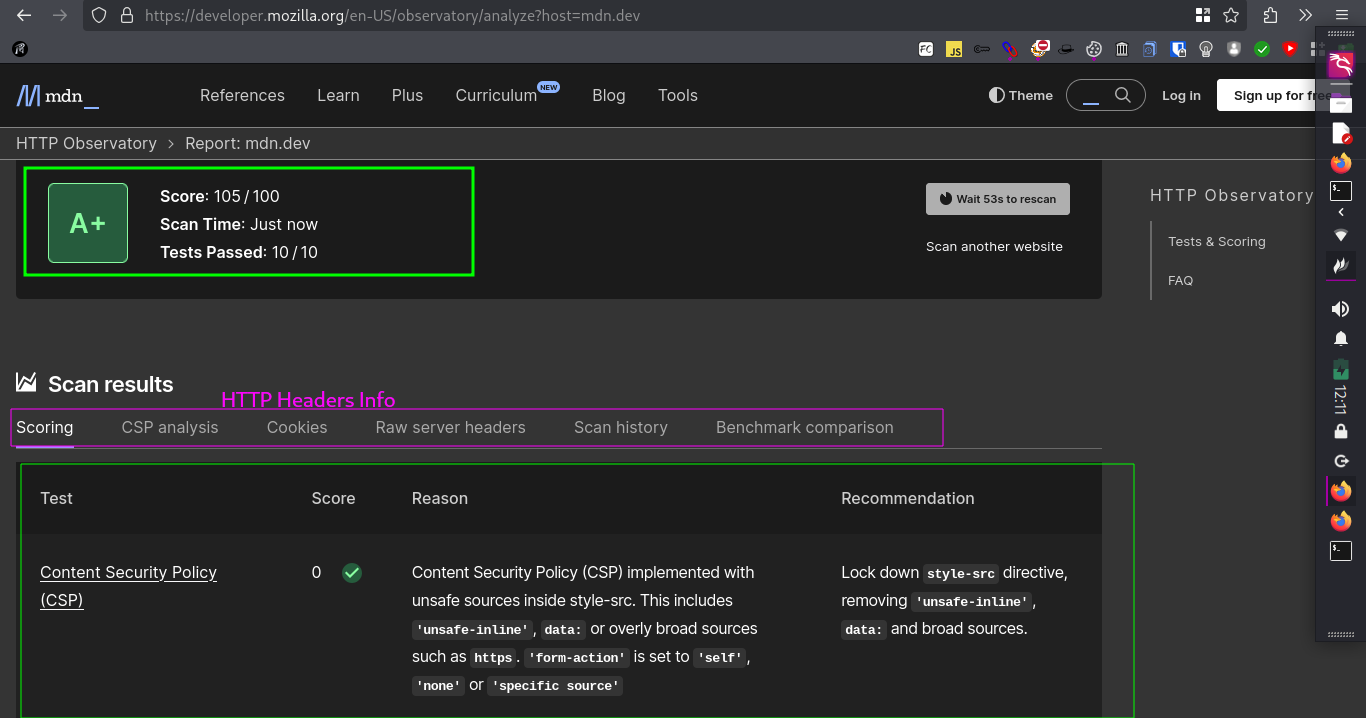 https://developer.mozilla.org/en-US/observatory/analyze?host=mdn.dev
FC
JS
mdn_
References Learn Plus Curriculum NEW Blog Tools
Theme
Log in
Sign up for free
HTTP Observatory > Report: mdn.dev
A+
Score: 105 / 100
Scan Time: Just now
Tests Passed: 10 / 10
Wait 53s to rescan
Scan another website
HTTP Observatory
Tests & Scoring
FAQ
Scan results
HTTP Headers Info
Scoring CSP analysis Cookies Raw server headers Scan history Benchmark comparison
Test Score Reason Recommendation
Content Security Policy
(CSP)
0
Content Security Policy (CSP) implemented with
unsafe sources inside style-src. This includes
'unsafe-inline', data: or overly broad sources
such as https. 'form-action' is set to 'self',
'none' or 'specific source'
Lock down style-src directive,
removing 'unsafe-inline',
data: and broad sources.
12:11